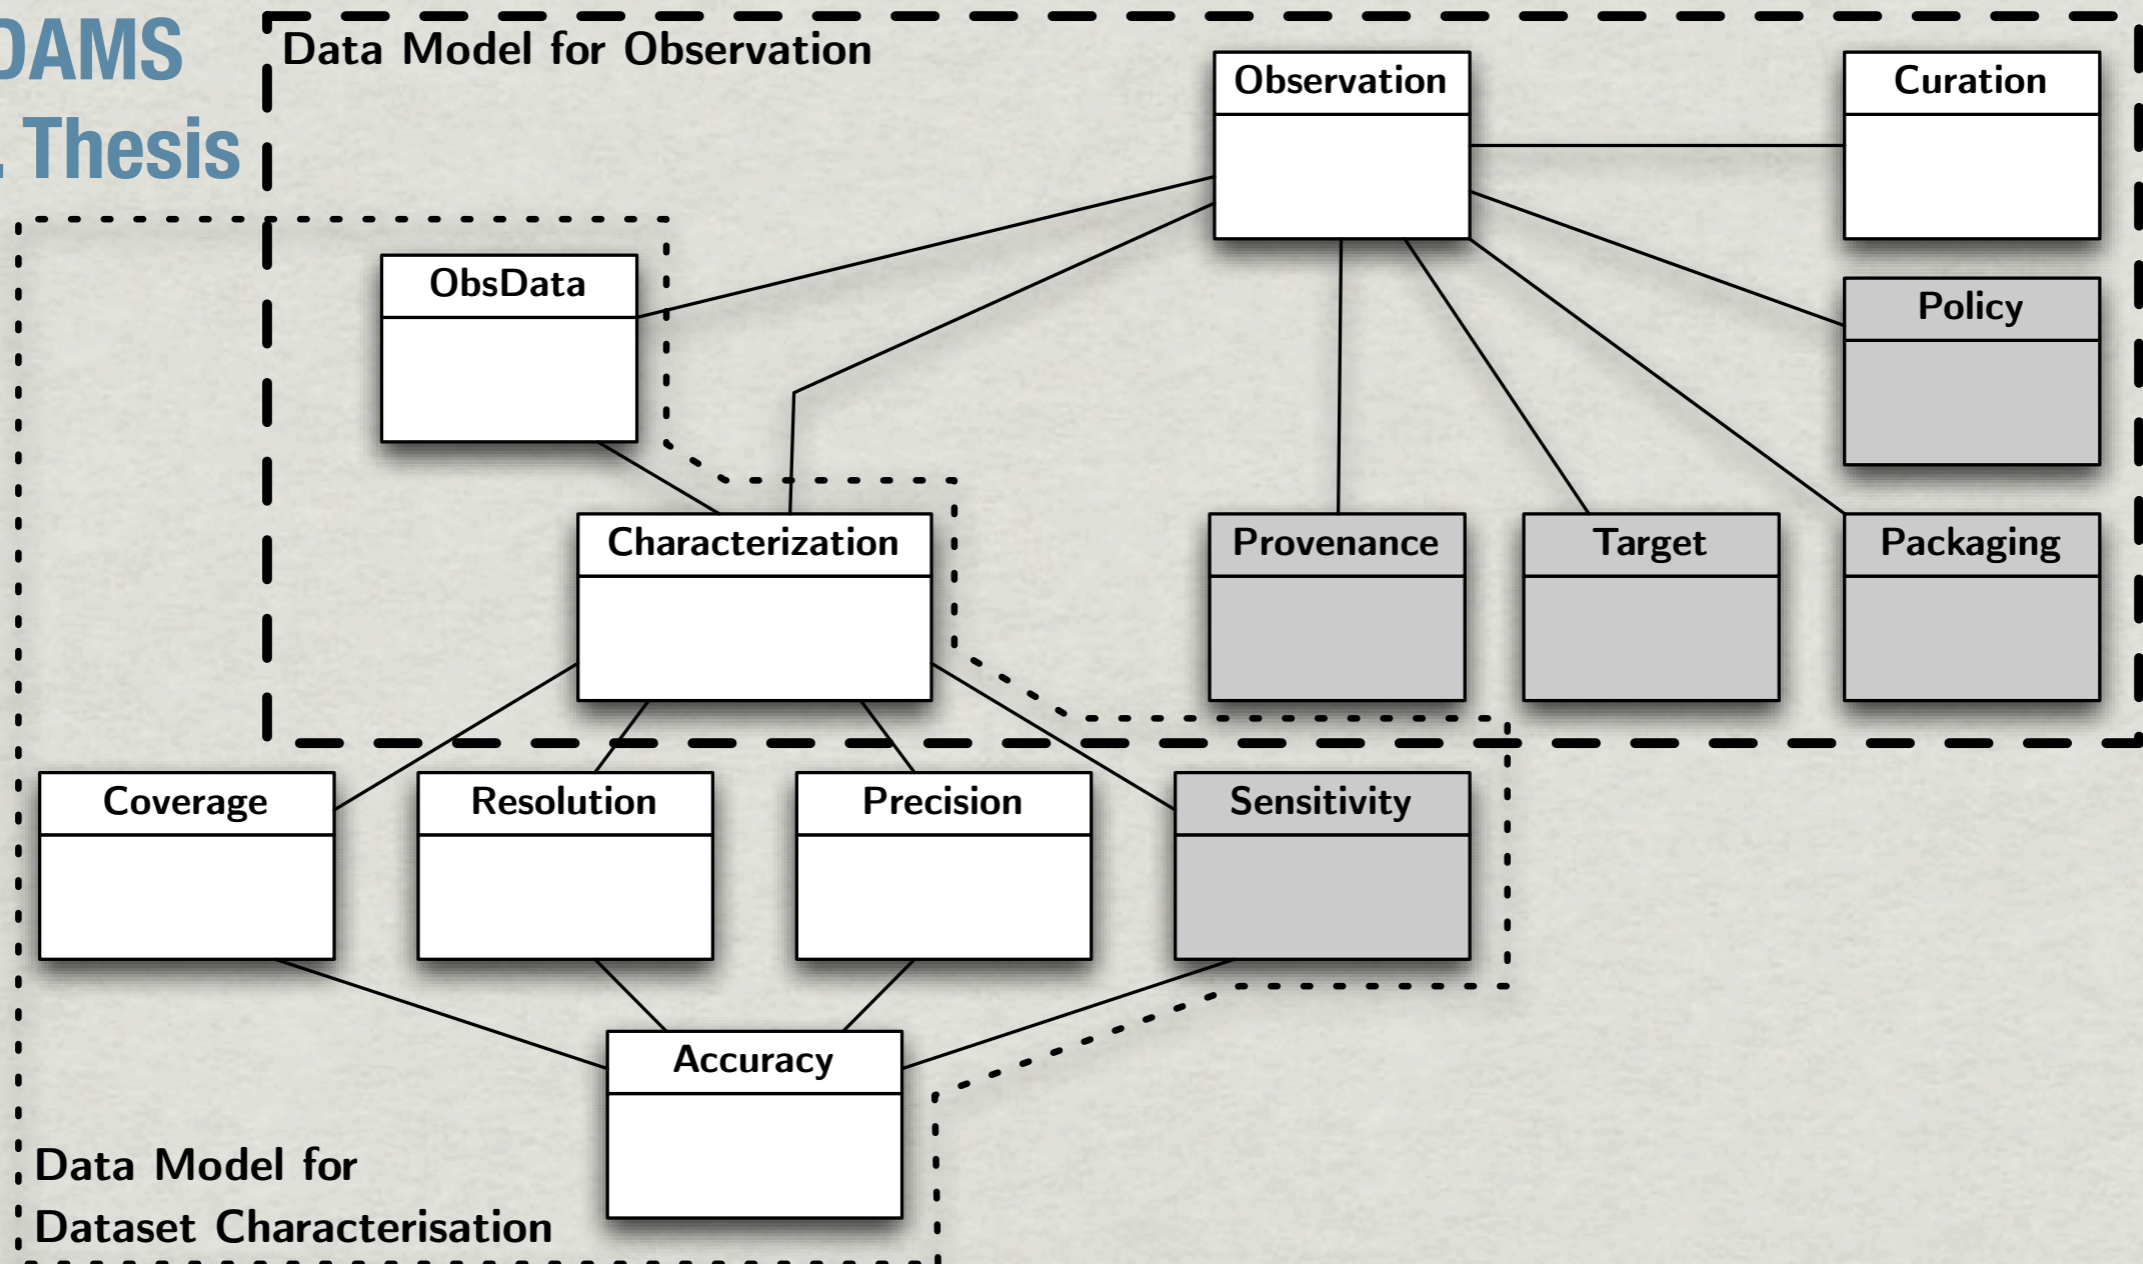 DAMS
. Thesis
Data Model for Observation
Observation
Curation
ObsData
Policy
Characterization
Provenance
Target
Packaging
Coverage
Resolution
Precision
Sensitivity
Accuracy
Data Model for
Dataset Characterisation